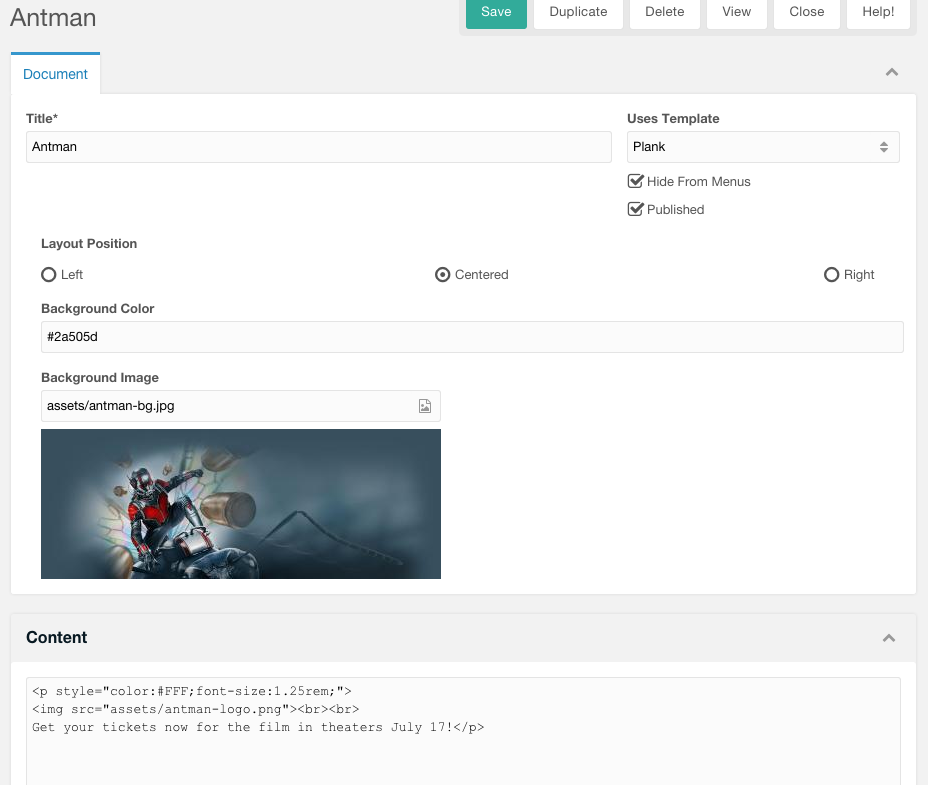 Antman
Save Duplicate Delete View Close Help!
Document
Title* Uses Template
Antman Plank
Hide From Menus
Published
Layout Position
Left Centered Right
Background Color
#2a505d
Background Image
assets/antman-bg.jpg
Content
<p style="color:#FFF;font-size:1.25rem;">
<img src="assets/antman-logo.png"><br><br>
Get your tickets now for the film in theaters July 17!</p>